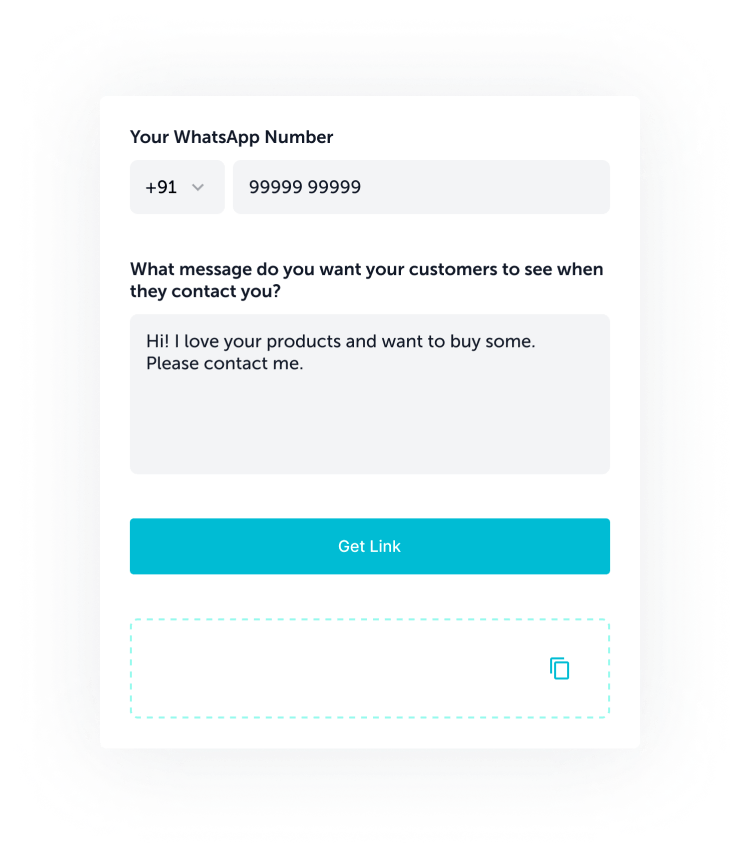 Your WhatsApp Number
+91
99999 99999
What message do you want your customers to see when
they contact you?
Hi! I love your products and want to buy some.
Please contact me.
Get Link